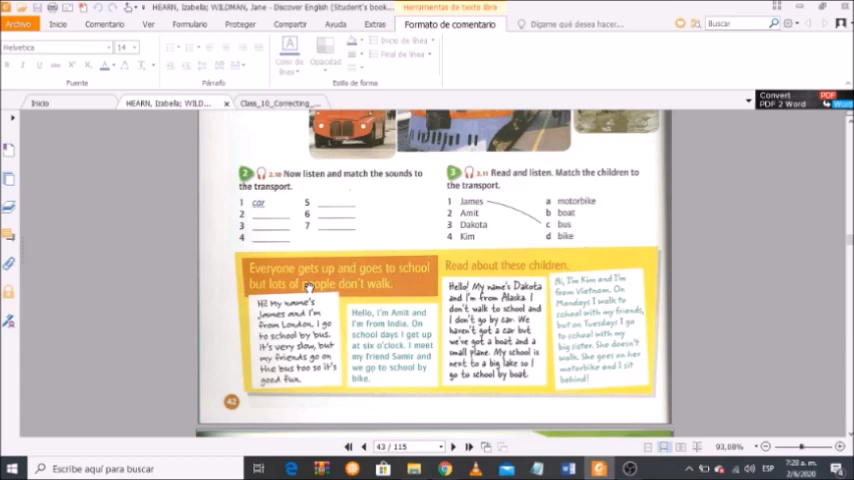 HEARN, Izabella; WILDMAN, Jane - Discover English (Student's book...
Herramientas de texto libre
Archivo
Inicio
Comentario
Ver
Formulario
Proteger
Compartir
Ayuda
Extras
Formato de comentario
Dígame qué desea hacer...
Buscar
Helvetica
14
Color de línea
Opacidad
Inicio de línea
Final de línea
Fuente
Párrafo
Estilo de forma
Inicio
HEARN, Izabella; WILD...
Class_10_Correcting_...
Convert PDF
PDF 2 Word
Word
2 2.10 Now listen and match the sounds to
the transport.
1 car
2
3
4
5
6
7
3 2.11 Read and listen. Match the children to
the transport.
1 James
2 Amit
3 Dakota
4 Kim
a motorbike
b boat
c bus
d bike
Everyone gets up and goes to school
but lots of people don't walk.
Read about these children.
Hi! My name's
James and I'm
from London. I go
to school by bus.
It's very slow, but
my friends go on
the bus too so it's
good fun.
Hello, I'm Amit and
I'm from India. On
school days I get up
at six o'clock. I meet
my friend Samir and
we go to school by
bike.
Hello! My name's Dakota
and I'm from Alaska. I
don't walk to school and
I don't go by car. We
haven't got a car but
we've got a boat and a
small plane. My school is
next to a big lake so I
go to school by boat.
Hi, I'm Kim and I'm
from Vietnam. On
Mondays I walk to
school with my friends,
but on Tuesdays I go
to school with my
big sister. She doesn't
walk. She goes on her
motorbike and I sit
behind!
42
43 / 115
93,08%
Escribe aquí para buscar
ESP
7:28 a. m.
2/6/2020